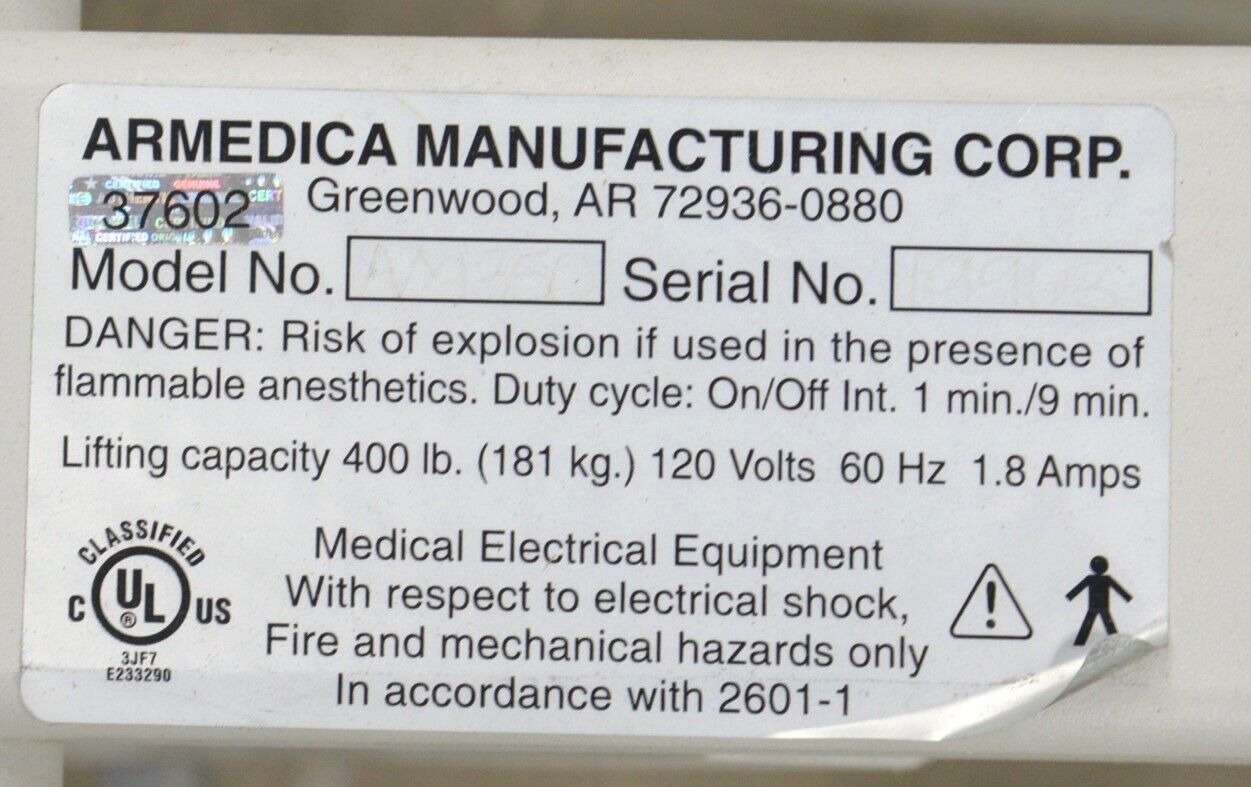 ARMEDICA MANUFACTURING CORP.
37602
Greenwood, AR 72936-0880
Model No. Serial No.
DANGER: Risk of explosion if used in the presence of
flammable anesthetics. Duty cycle: On/Off Int. 1 min./9 min.
Lifting capacity 400 lb. (181 kg.) 120 Volts 60 Hz 1.8 Amps
CLASSIFIED
C UL® US
3JF7
E233290
Medical Electrical Equipment
With respect to electrical shock,
Fire and mechanical hazards only
In accordance with 2601-1